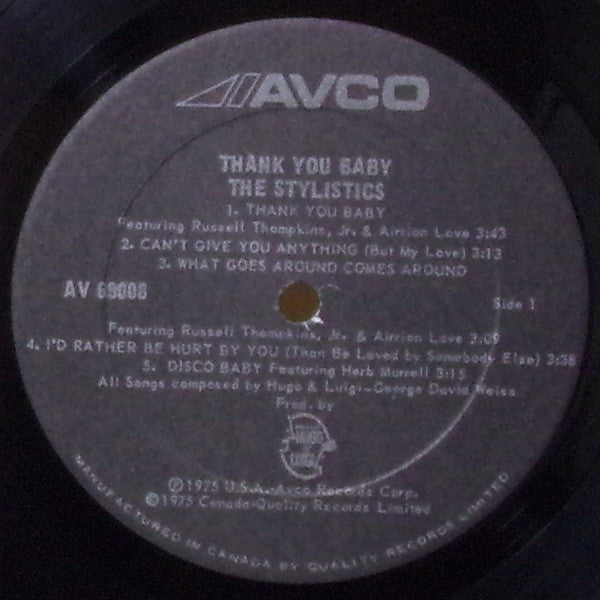 AVCO
THANK YOU BABY
THE STYLISTICS
1. THANK YOU BABY
Featuring Russell Thompkins, Jr. & Airrion Love 3:43
2. CAN'T GIVE YOU ANYTHING (But My Love) 3:13
3. WHAT GOES AROUND COMES AROUND
AV 69008
Side 1
Featuring Russell Thompkins, Jr. & Airrion Love 3:09
4. I'D RATHER BE HURT BY YOU (Than Be Loved by Somebody Else) 3:38
5. DISCO BABY Featuring Herb Murrell 3:15
All Songs composed by Hugo & Luigi-George David Weiss
Prod. by
Ⓟ1975 U.S.A.-Avco Records Corp.
©1975 Canada-Quality Records Limited
MANUFACTURED IN CANADA BY QUALITY RECORDS LIMITED